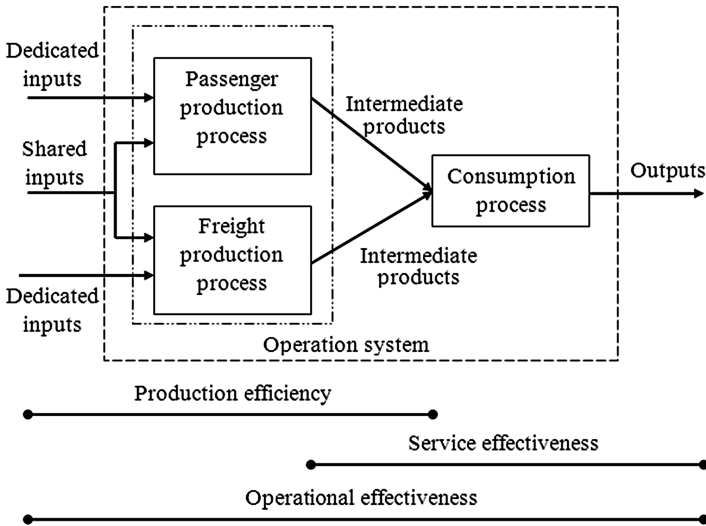 Dedicated
inputs
Passenger
production
process
Intermediate
products
Shared
inputs
Consumption
process
Outputs
Freight
production
process
Intermediate
products
Dedicated
inputs
Operation system
Production efficiency
Service effectiveness
Operational effectiveness